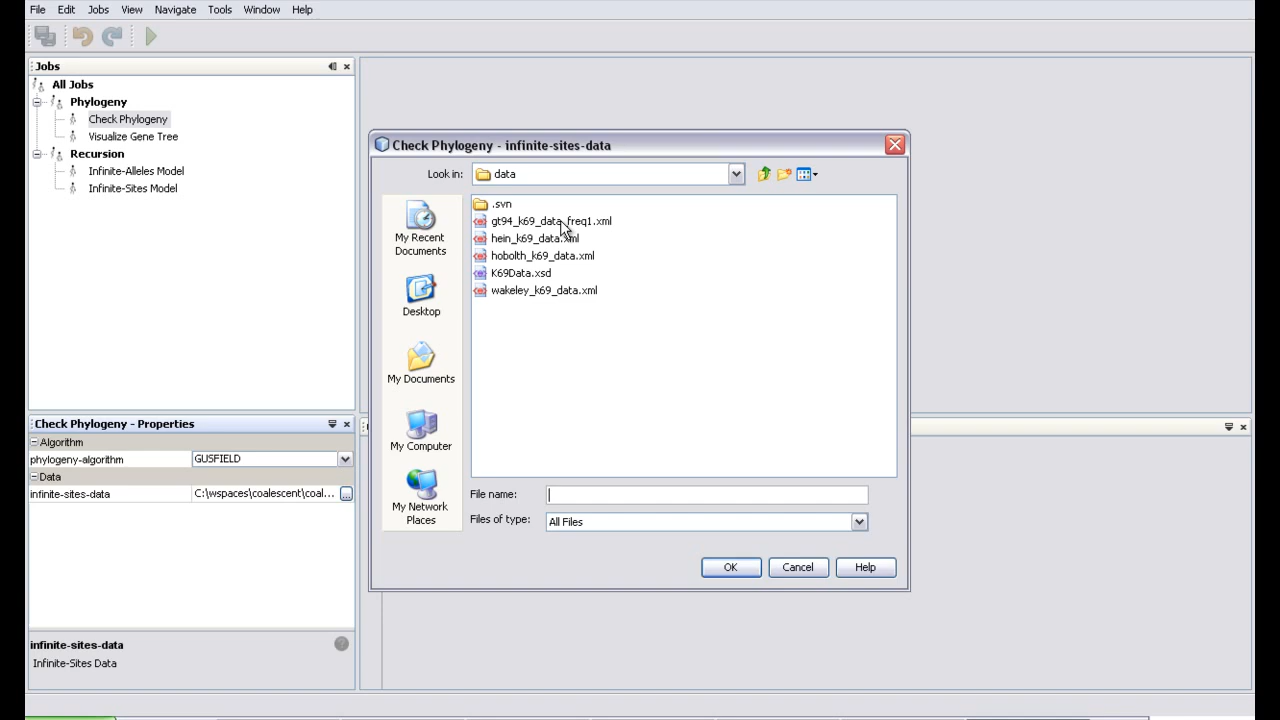 File Edit Jobs View Navigate Tools Window Help
Jobs
All Jobs
Phylogeny
Check Phylogeny
Visualize Gene Tree
Recursion
Infinite-Alleles Model
Infinite-Sites Model
Check Phylogeny - Properties
Algorithm
phylogeny-algorithm GUSFIELD
Data
infinite-sites-data C:\wspaces\coalescent\coal... ...
infinite-sites-data
Infinite-Sites Data
Check Phylogeny - infinite-sites-data
Look in: data
My Recent
Documents
Desktop
My Documents
My Computer
My Network
Places
.svn
gt94_k69_data_freq1.xml
hein_k69_data.xml
hobolth_k69_data.xml
K69Data.xsd
wakeley_k69_data.xml
File name:
Files of type: All Files
OK Cancel Help